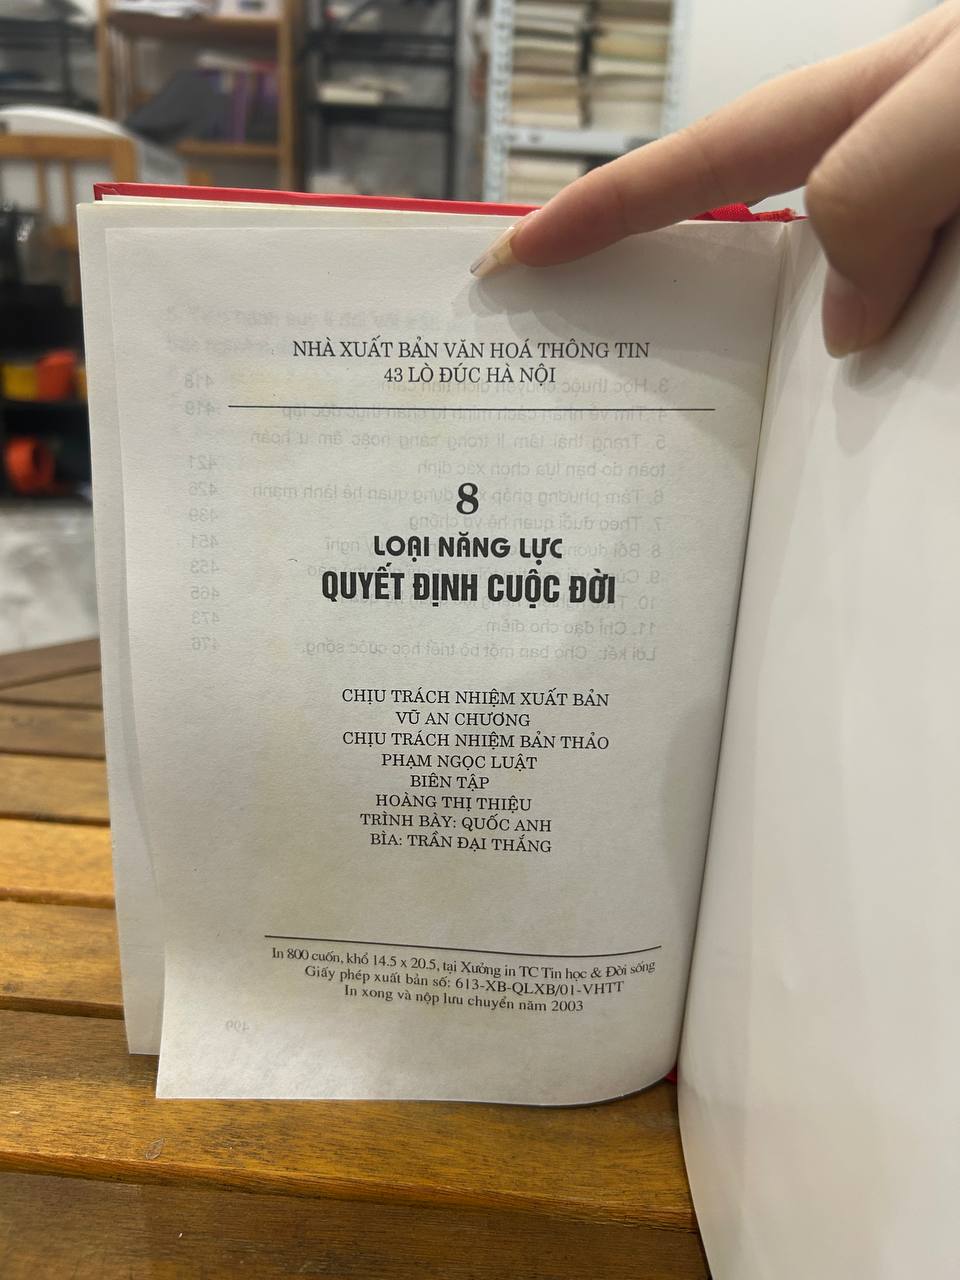 NHÀ XUẤT BẢN VĂN HOÁ THÔNG TIN
43 LÒ ĐÚC HÀ NỘI
8
LOẠI NĂNG LỰC
QUYẾT ĐỊNH CUỘC ĐỜI
CHỊU TRÁCH NHIỆM XUẤT BẢN
VŨ AN CHƯƠNG
CHỊU TRÁCH NHIỆM BẢN THẢO
PHẠM NGỌC LUẬT
BIÊN TẬP
HOÀNG THỊ THIỆU
TRÌNH BÀY: QUỐC ANH
BÌA: TRẦN ĐẠI THẮNG
In 800 cuốn, khổ 14.5 x 20.5, tại Xưởng in TC Tin học & Đời sống
Giấy phép xuất bản số: 613-XB-QLXB/01-VHTT
In xong và nộp lưu chuyển năm 2003